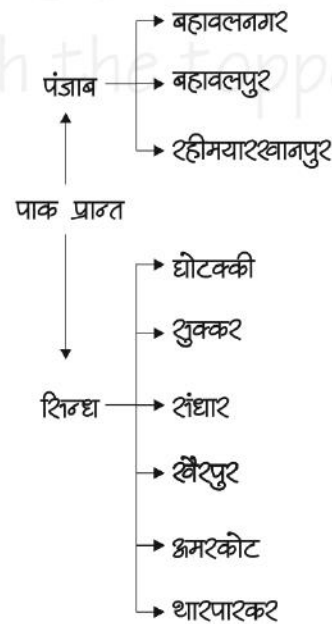 बहावलनगर
पंजाब
बहावलपुर
रहीमयारखानपुर
पाक प्रान्त
घोटक्की
सुक्कर
सिन्ध
संधार
खैरपुर
अमरकोट
थारपारकर